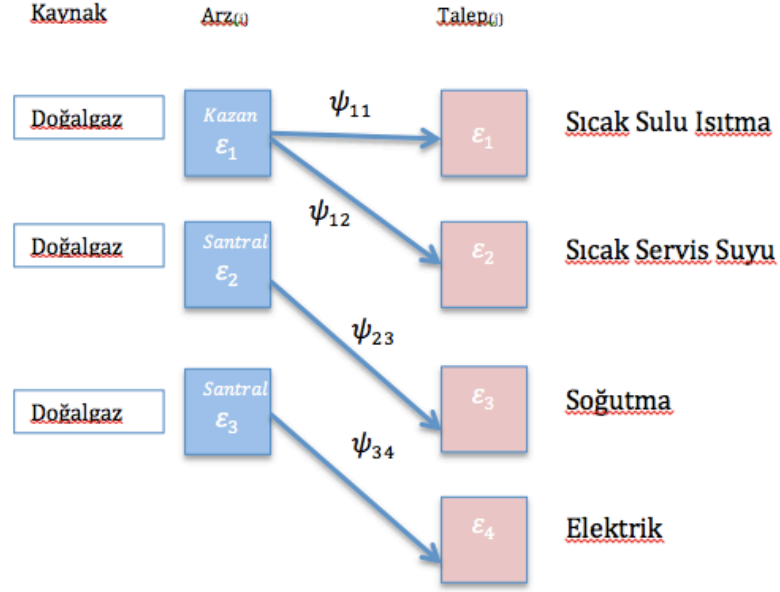 Kaynak Arz(i) Talep(j)
Doğalgaz Kazan ε₁ ψ₁₁ ε₁ Sıcak Sulu Isıtma
ψ₁₂
Doğalgaz Santral ε₂ ε₂ Sıcak Servis Suyu
ψ₂₃
Doğalgaz Santral ε₃ ε₃ Soğutma
ψ₃₄
ε₄ Elektrik